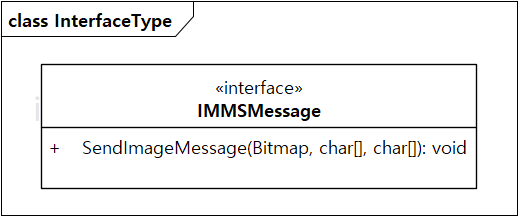 class InterfaceType
«interface»
IMMSMessage
+ SendImageMessage(Bitmap, char[], char[]): void